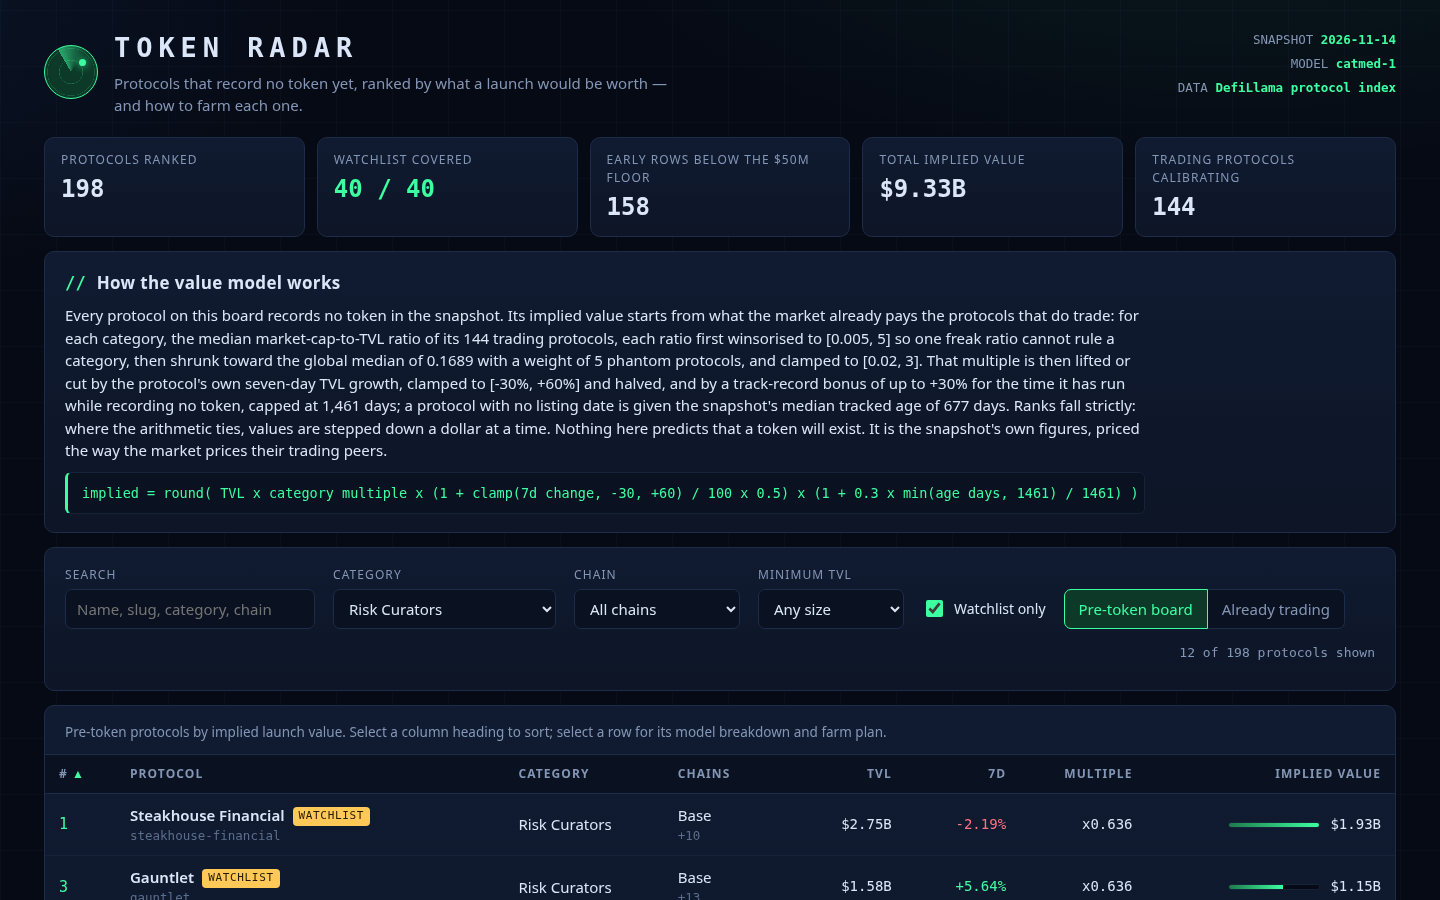 TOKEN RADAR
Protocols that record no token yet, ranked by what a launch would be worth —
and how to farm each one.
SNAPSHOT 2026-11-14
MODEL catmed-1
DATA DefiLlama protocol index
PROTOCOLS RANKED
198
WATCHLIST COVERED
40 / 40
EARLY ROWS BELOW THE $50M
FLOOR
158
TOTAL IMPLIED VALUE
$9.33B
TRADING PROTOCOLS
CALIBRATING
144
// How the value model works
Every protocol on this board records no token in the snapshot. Its implied value starts from what the market already pays the protocols that do trade: for
each category, the median market-cap-to-TVL ratio of its 144 trading protocols, each ratio first winsorised to [0.005, 5] so one freak ratio cannot rule a
category, then shrunk toward the global median of 0.1689 with a weight of 5 phantom protocols, and clamped to [0.02, 3]. That multiple is then lifted or
cut by the protocol's own seven-day TVL growth, clamped to [-30%, +60%] and halved, and by a track-record bonus of up to +30% for the time it has run
while recording no token, capped at 1,461 days; a protocol with no listing date is given the snapshot's median tracked age of 677 days. Ranks fall strictly:
where the arithmetic ties, values are stepped down a dollar at a time. Nothing here predicts that a token will exist. It is the snapshot's own figures, priced
the way the market prices their trading peers.
implied = round( TVL x category multiple x (1 + clamp(7d change, -30, +60) / 100 x 0.5) x (1 + 0.3 x min(age days, 1461) / 1461) )
SEARCH
Name, slug, category, chain
CATEGORY
Risk Curators
CHAIN
All chains
MINIMUM TVL
Any size
Watchlist only
Pre-token board
Already trading
12 of 198 protocols shown
Pre-token protocols by implied launch value. Select a column heading to sort; select a row for its model breakdown and farm plan.
# ▲ PROTOCOL CATEGORY CHAINS TVL 7D MULTIPLE IMPLIED VALUE
1 Steakhouse Financial WATCHLIST Risk Curators Base $2.75B -2.19% x0.636 $1.93B
steakhouse-financial +10
3 Gauntlet WATCHLIST Risk Curators Base $1.58B +5.64% x0.636 $1.15B
gauntlet +13